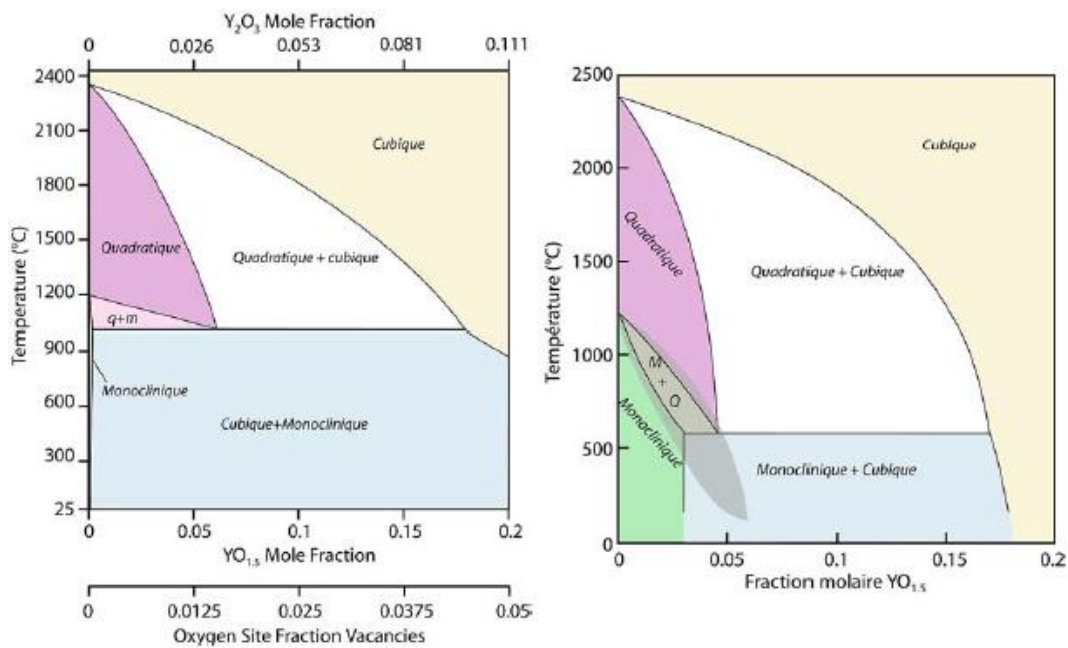 Y2O3 Mole Fraction
0 0.026 0.053 0.081 0.111
2400
2100
1800
1500
1200
900
600
300
25
Temperature (°C)
Cubique
Quadratique
Quadratique + cubique
q+m
Monoclinique
Cubique+Monoclinique
0 0.05 0.1 0.15 0.2
YO1.5 Mole Fraction
0 0.0125 0.025 0.0375 0.05
Oxygen Site Fraction Vacancies
2500
2000
1500
1000
500
0
Température (°C)
Cubique
Quadratique
Quadratiique + Cubique
M + Q
Monoclinique
Monoclinique + Cubique
0 0.05 0.1 0.15 0.2
Fraction molaire YO1.5